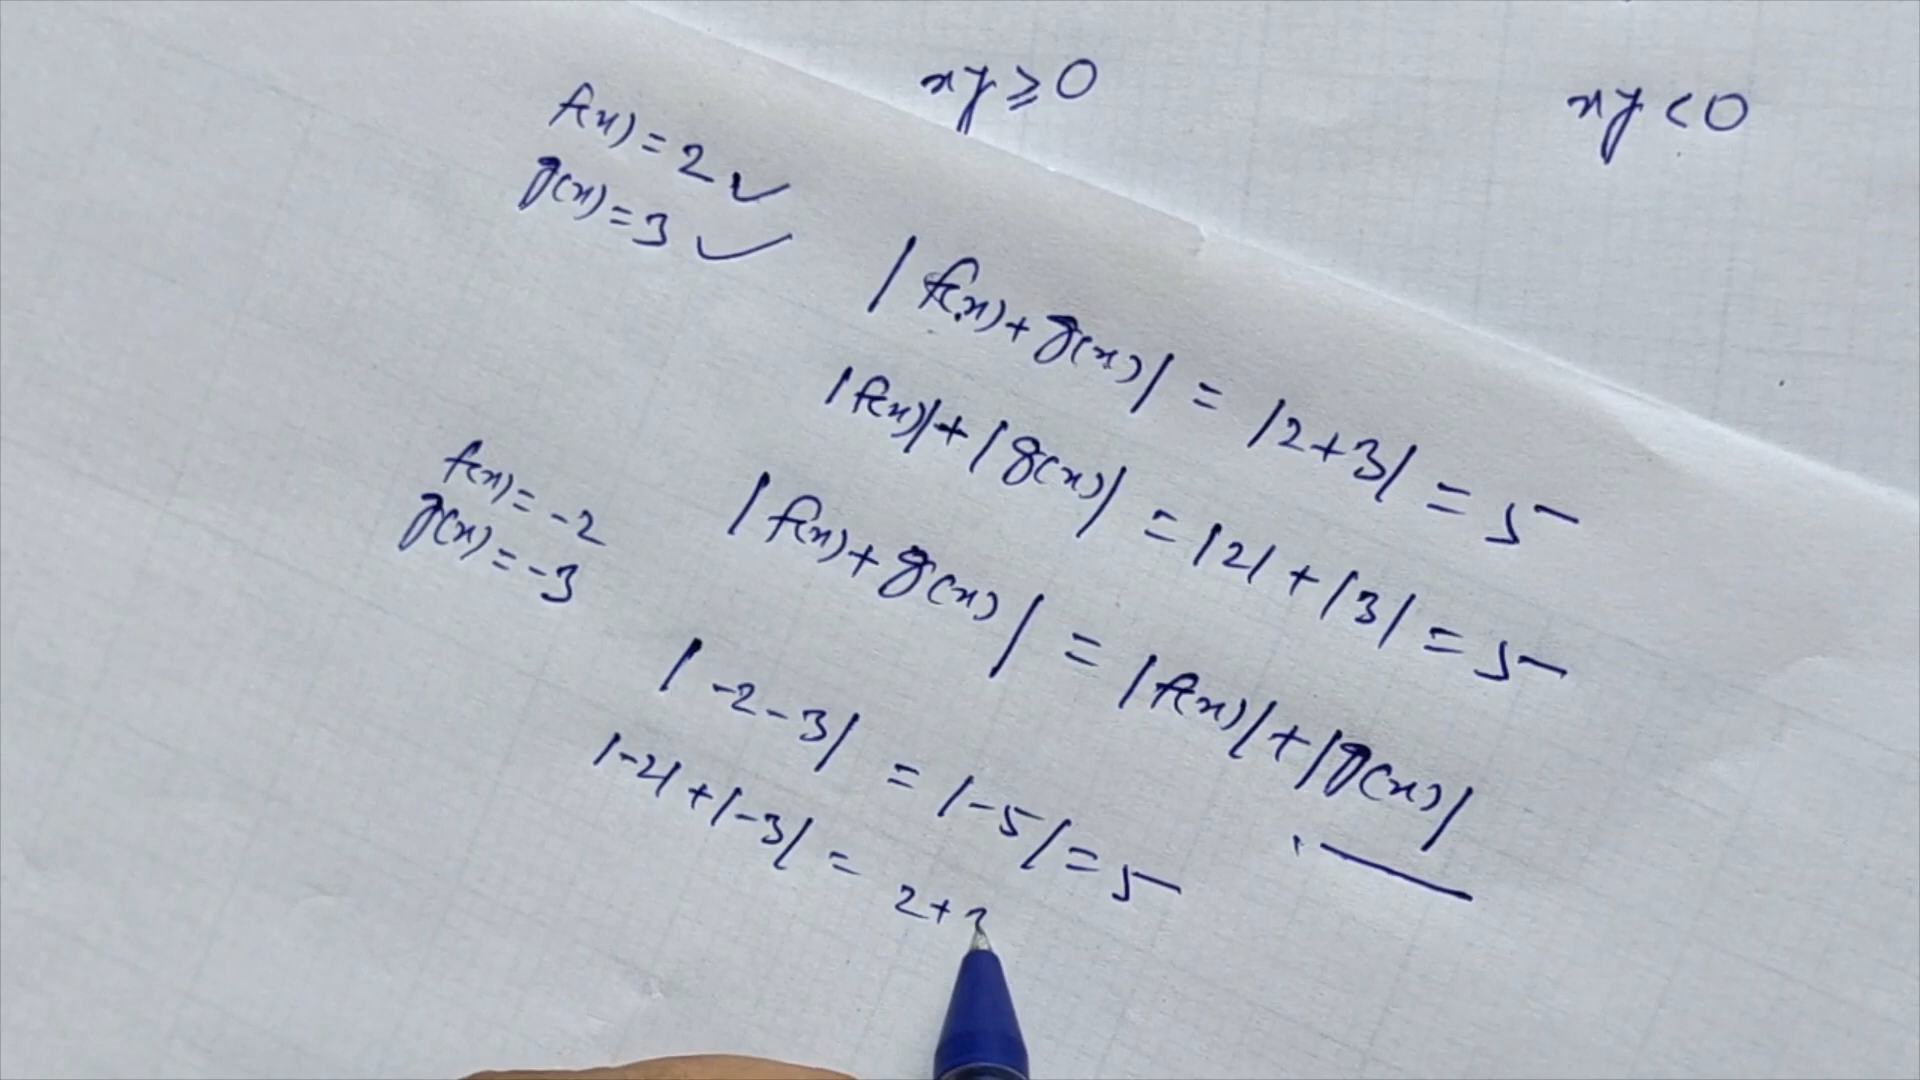 xy ≥ 0
xy < 0
f(x) = 2 ✓
g(x) = 3 ✓
|f(x) + g(x)| = |2+3| = 5
|f(x)| + |g(x)| = |2| + |3| = 5
f(x) = -2
g(x) = -3
|f(x) + g(x)| = |f(x)| + |g(x)|
|-2-3| = |-5| = 5
|-2| + |-3| = 2+